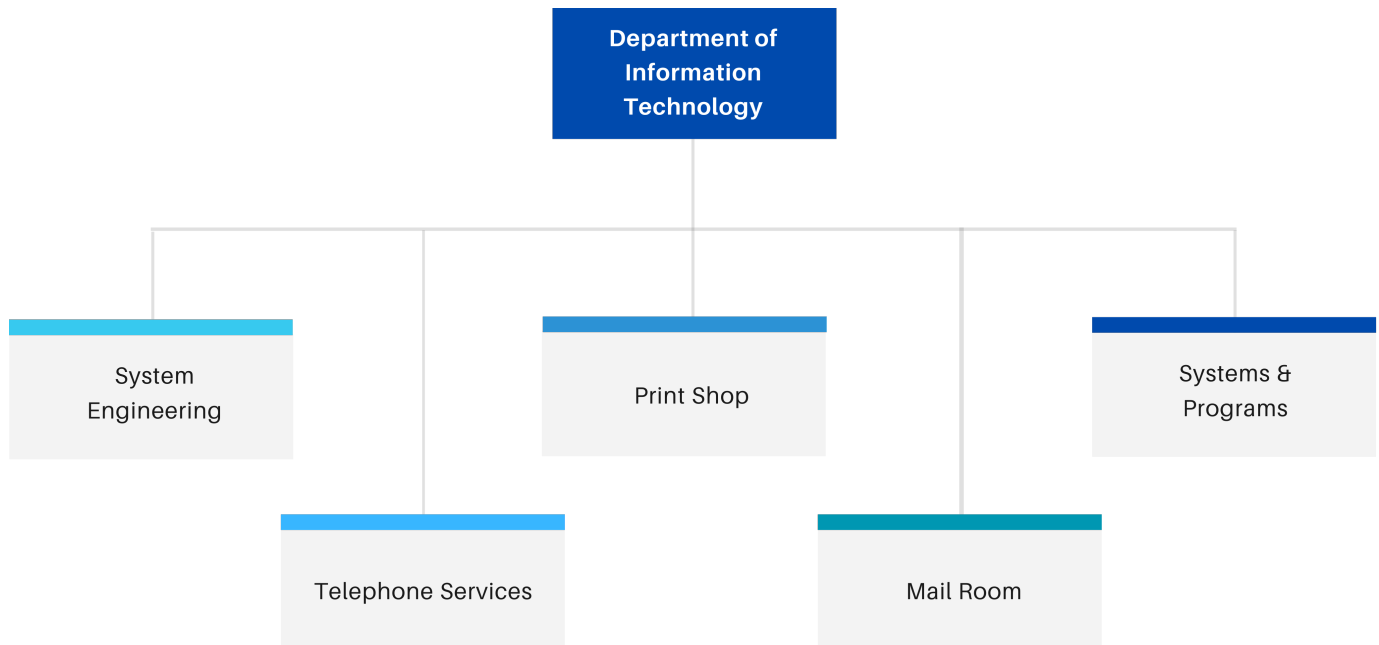 Department of
Information
Technology
System
Engineering
Telephone Services
Print Shop
Mail Room
Systems &
Programs